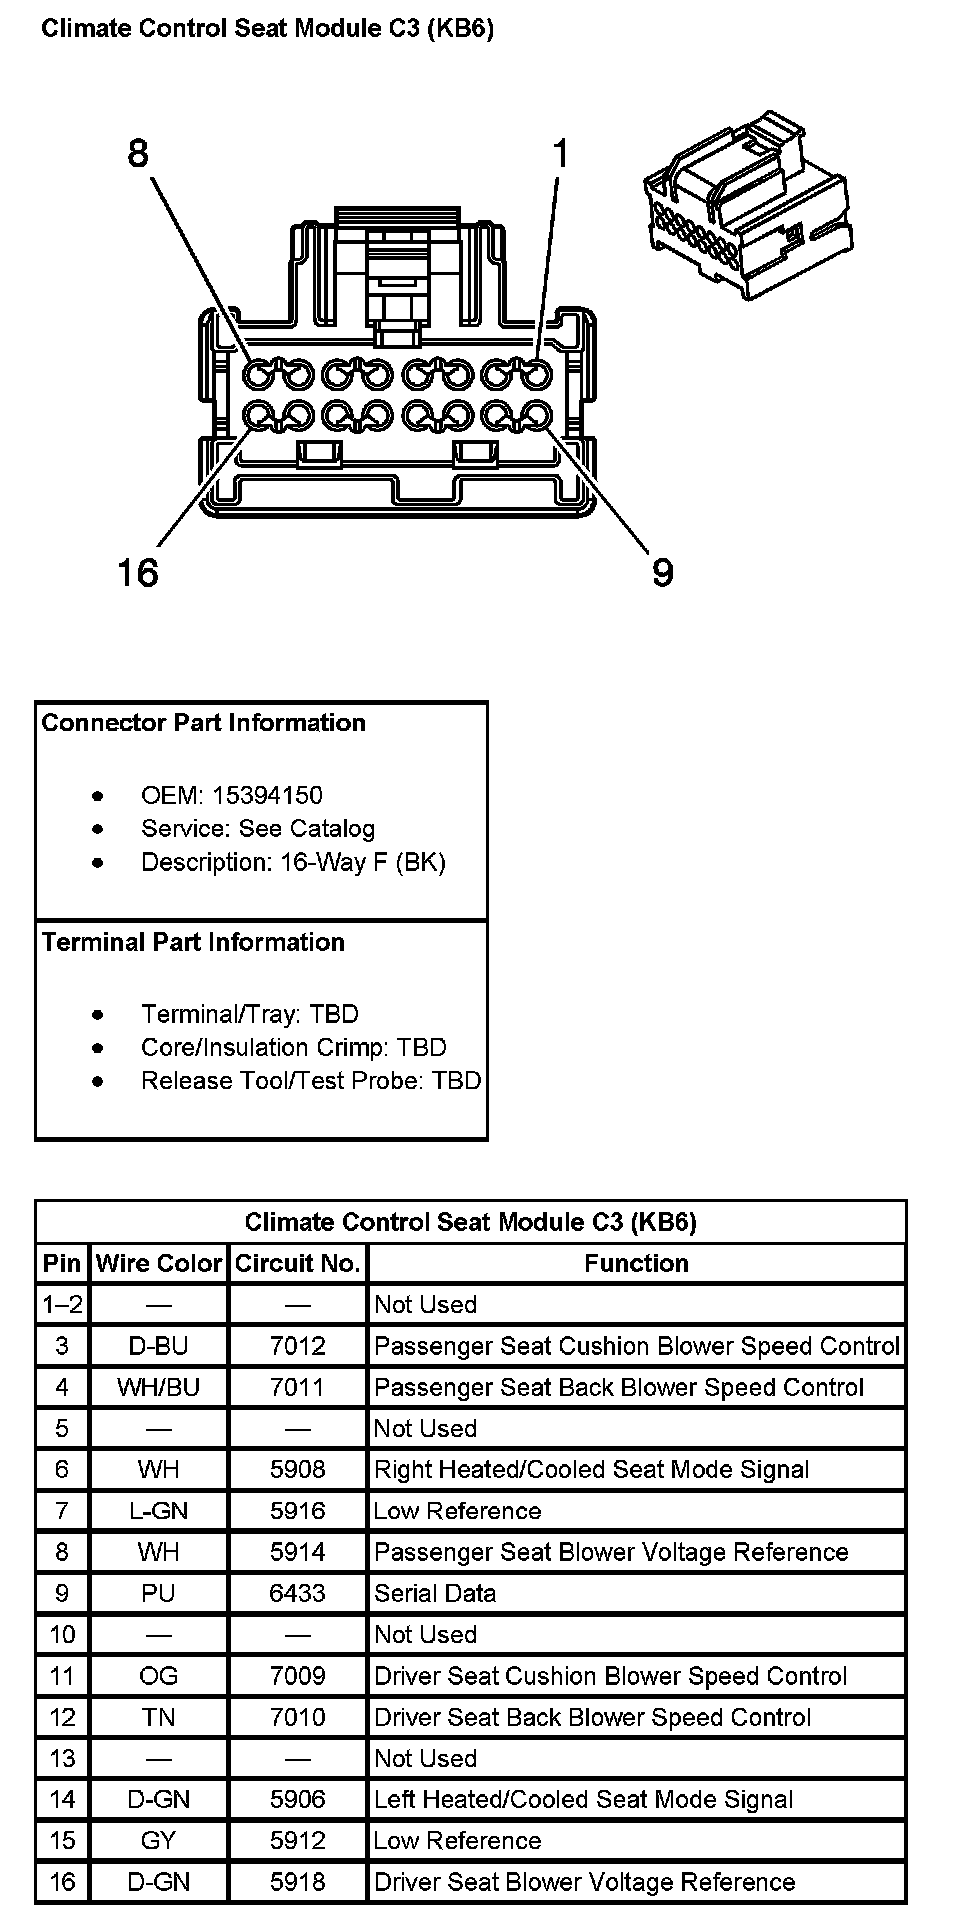 Climate Control Seat Module C3 (KB6)
8 1
16 9
Connector Part Information
• OEM: 15394150
• Service: See Catalog
• Description: 16-Way F (BK)
Terminal Part Information
• Terminal/Tray: TBD
• Core/Insulation Crimp: TBD
• Release Tool/Test Probe: TBD
Climate Control Seat Module C3 (KB6)
Pin Wire Color Circuit No. Function
1–2 — — Not Used
3 D-BU 7012 Passenger Seat Cushion Blower Speed Control
4 WH/BU 7011 Passenger Seat Back Blower Speed Control
5 — — Not Used
6 WH 5908 Right Heated/Cooled Seat Mode Signal
7 L-GN 5916 Low Reference
8 WH 5914 Passenger Seat Blower Voltage Reference
9 PU 6433 Serial Data
10 — — Not Used
11 OG 7009 Driver Seat Cushion Blower Speed Control
12 TN 7010 Driver Seat Back Blower Speed Control
13 — — Not Used
14 D-GN 5906 Left Heated/Cooled Seat Mode Signal
15 GY 5912 Low Reference
16 D-GN 5918 Driver Seat Blower Voltage Reference